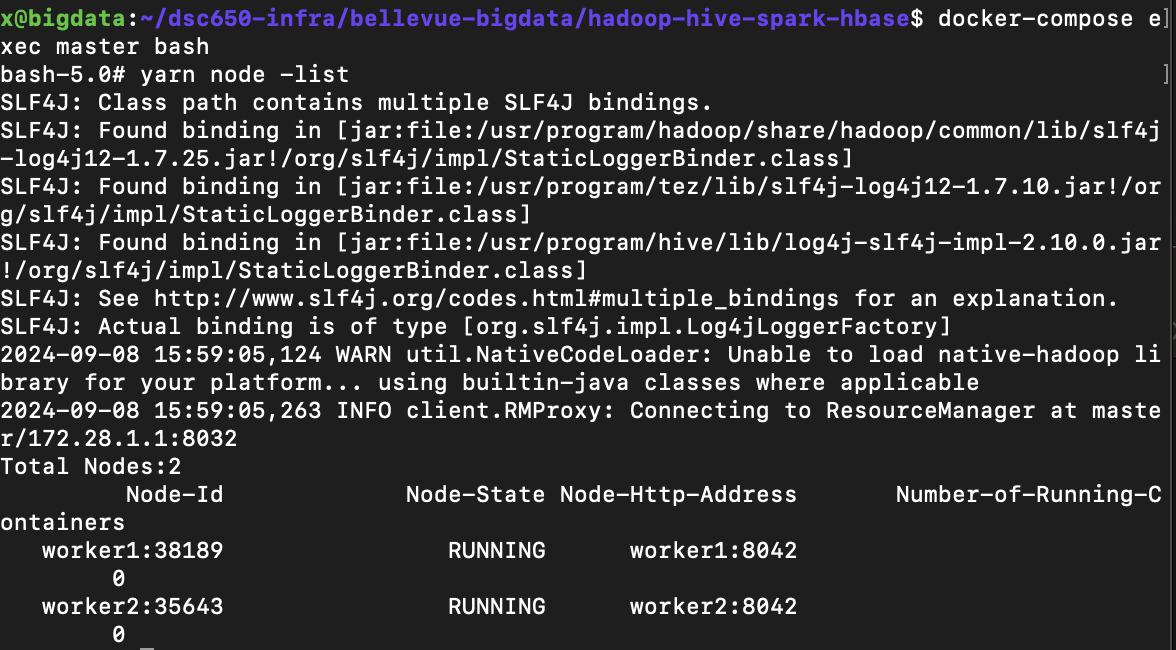 x@bigdata:~/dsc650-infra/bellevue-bigdata/hadoop-hive-spark-hbase$ docker-compose e]
xec master bash
bash-5.0# yarn node -list ]
SLF4J: Class path contains multiple SLF4J bindings.
SLF4J: Found binding in [jar:file:/usr/program/hadoop/share/hadoop/common/lib/slf4j
-log4j12-1.7.25.jar!/org/slf4j/impl/StaticLoggerBinder.class]
SLF4J: Found binding in [jar:file:/usr/program/tez/lib/slf4j-log4j12-1.7.10.jar!/or
g/slf4j/impl/StaticLoggerBinder.class]
SLF4J: Found binding in [jar:file:/usr/program/hive/lib/log4j-slf4j-impl-2.10.0.jar
!/org/slf4j/impl/StaticLoggerBinder.class]
SLF4J: See http://www.slf4j.org/codes.html#multiple_bindings for an explanation.
SLF4J: Actual binding is of type [org.slf4j.impl.Log4jLoggerFactory]
2024-09-08 15:59:05,124 WARN util.NativeCodeLoader: Unable to load native-hadoop li
brary for your platform... using builtin-java classes where applicable
2024-09-08 15:59:05,263 INFO client.RMProxy: Connecting to ResourceManager at maste
r/172.28.1.1:8032
Total Nodes:2
Node-Id Node-State Node-Http-Address Number-of-Running-C
ontainers
worker1:38189 RUNNING worker1:8042
0
worker2:35643 RUNNING worker2:8042
0